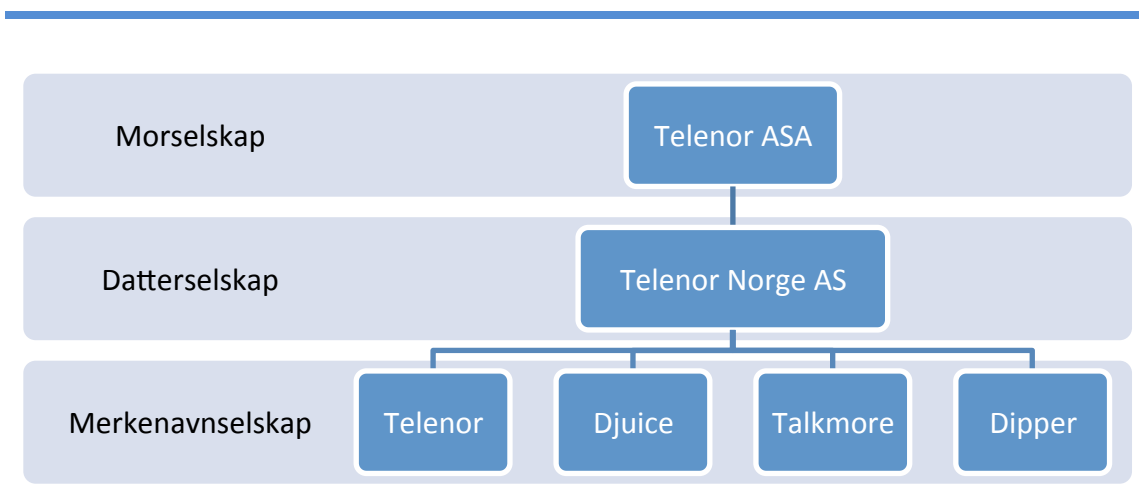 Morselskap
Telenor ASA
Datterselskap
Telenor Norge AS
Merkenavnselskap
Telenor
Djuice
Talkmore
Dipper